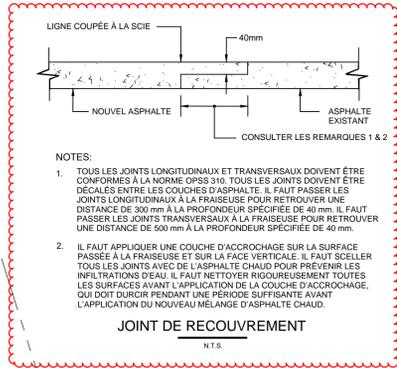 LIGNE COUPÉE À LA SCIE
40mm
NOUVEL ASPHALTE
ASPHALTE
EXISTANT
CONSULTER LES REMARQUES 1 & 2
NOTES:
1. TOUS LES JOINTS LONGITUDINAUX ET TRANSVERSAUX DOIVENT ÊTRE
CONFORMES À LA NORME OPSS 310. TOUS LES JOINTS DOIVENT ÊTRE
DÉCALÉS ENTRE LES COUCHES D'ASPHALTE. IL FAUT PASSER LES
JOINTS LONGITUDINAUX À LA FRAISEUSE POUR RETROUVER UNE
DISTANCE DE 300 mm À LA PROFONDEUR SPÉCIFIÉE DE 40 mm. IL FAUT
PASSER LES JOINTS TRANSVERSAUX À LA FRAISEUSE POUR RETROUVER
UNE DISTANCE DE 500 mm À LA PROFONDEUR SPÉCIFIÉE DE 40 mm.
2. IL FAUT APPLIQUER UNE COUCHE D'ACCROCHAGE SUR LA SURFACE
PASSÉE À LA FRAISEUSE ET SUR LA FACE VERTICALE. IL FAUT SCELLER
TOUS LES JOINTS AVEC DE L'ASPHALTE CHAUD POUR PRÉVENIR LES
INFILTRATIONS D'EAU. IL FAUT NETTOYER RIGOUREUSEMENT TOUTES
LES SURFACES AVANT L'APPLICATION DE LA COUCHE D'ACCROCHAGE,
QUI DOIT DURCIR PENDANT UNE PÉRIODE SUFFISANTE AVANT
L'APPLICATION DU NOUVEAU MÉLANGE D'ASPHALTE CHAUD.
JOINT DE RECOUVREMENT
N.T.S.